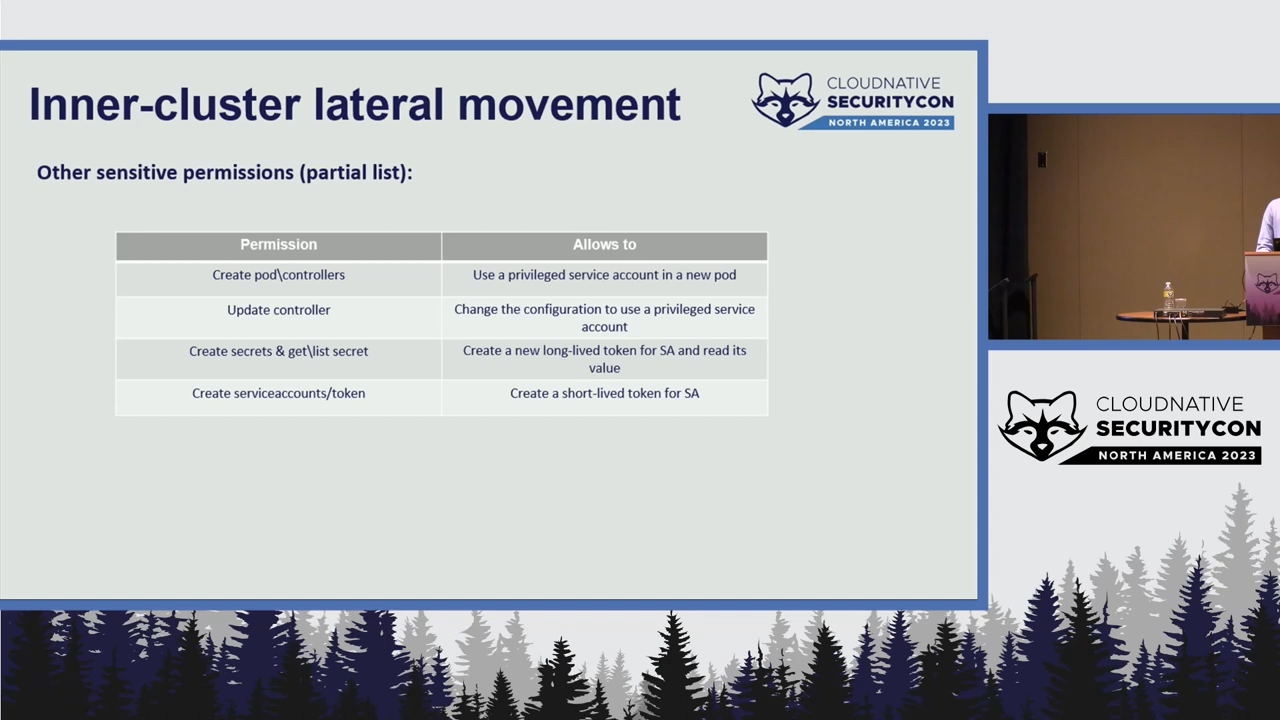 Inner-cluster lateral movement
CLOUDNATIVE
SECURITYCON
NORTH AMERICA 2023
Other sensitive permissions (partial list):
Permission
Allows to
Create pod\controllers
Use a privileged service account in a new pod
Update controller
Change the configuration to use a privileged service
account
Create secrets & get\list secret
Create a new long-lived token for SA and read its
value
Create serviceaccounts/token
Create a short-lived token for SA
CLOUDNATIVE
SECURITYCON
NORTH AMERICA 2023